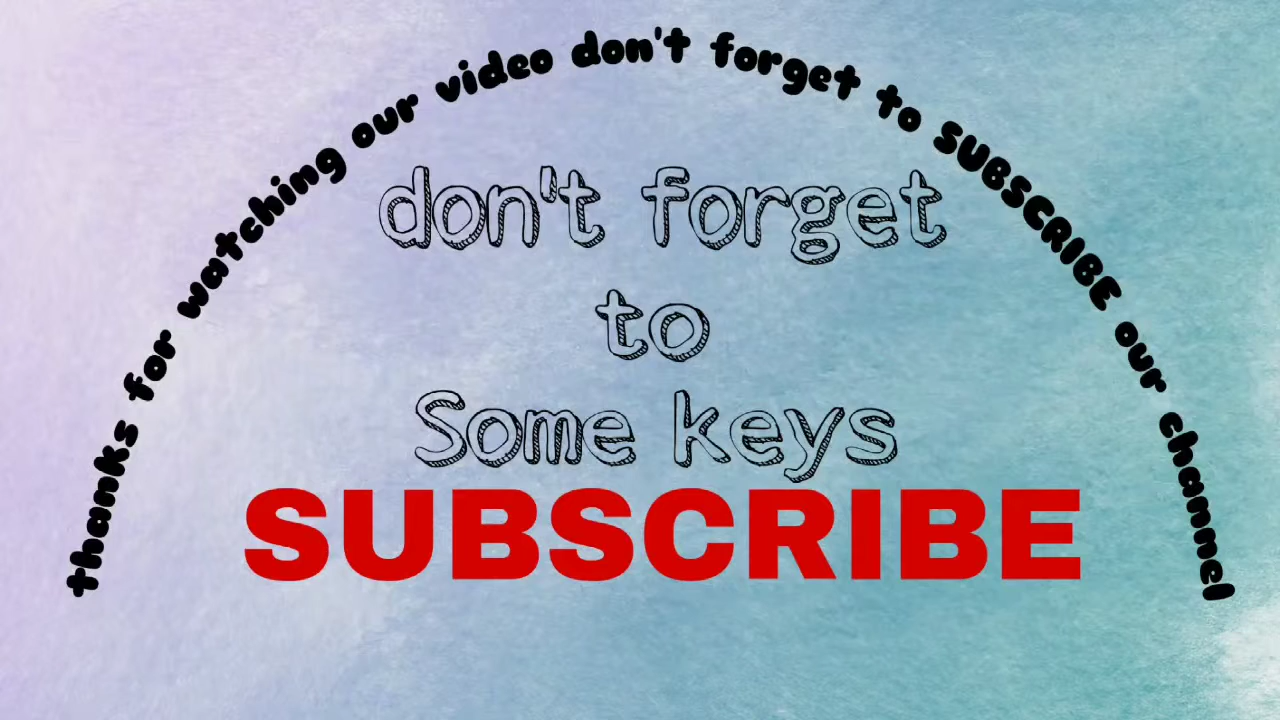 thanks for watching our video don't forget to SUBSCRIBE our channel
don't forget
to
Some keys
SUBSCRIBE